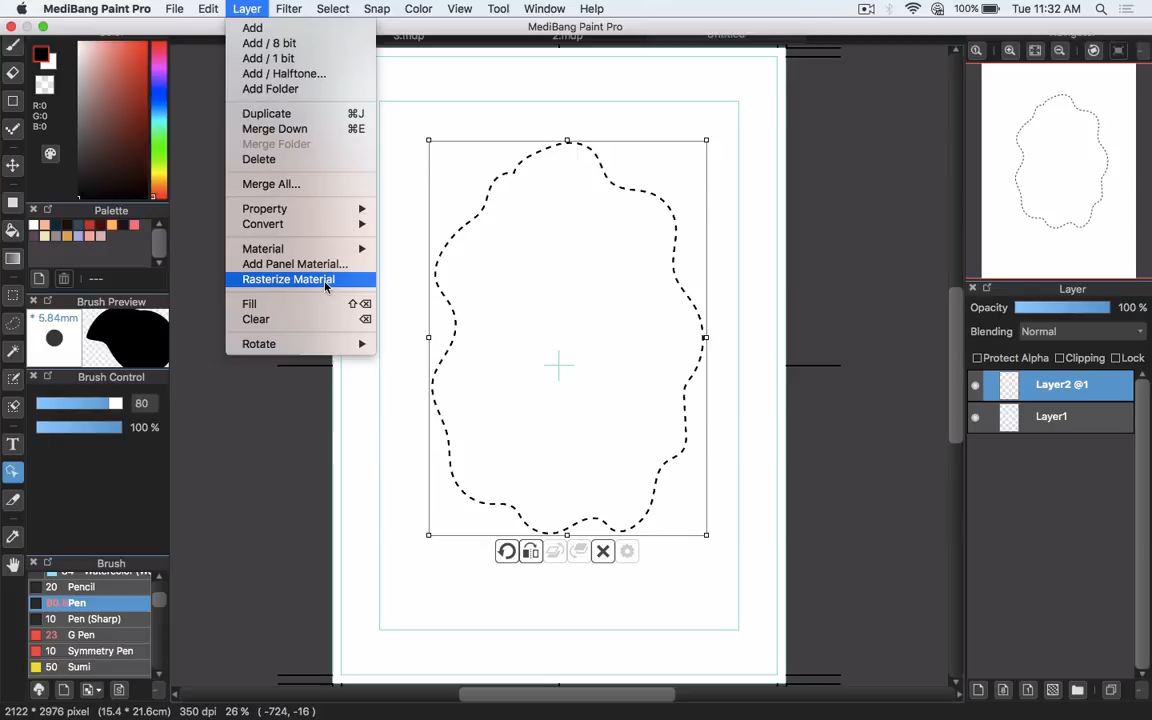 MediBang Paint Pro File Edit Layer Filter Select Snap Color View Tool Window Help 100% Tue 11:32 AM
MediBang Paint Pro
3.map 2.map Untitled
Add
Add / 8 bit
Add / 1 bit
Add / Halftone...
Add Folder
Duplicate ⌘J
Merge Down ⌘E
Merge Folder
Delete
Merge All...
Property
Convert
Material
Add Panel Material...
Rasterize Material
Fill ⇧⌫
Clear ⌫
Rotate
R:0
G:0
B:0
Palette
---
Brush Preview
* 5.84mm
Brush Control
80
100 %
T
Brush
20 Pencil
Pen
10 Pen (Sharp)
23 G Pen
10 Symmetry Pen
50 Sumi
Layer
Opacity 100 %
Blending Normal
Protect Alpha Clipping Lock
Layer2 @1
Layer1
2122 * 2976 pixel (15.4 * 21.6cm) 350 dpi 26 % ( -724, -16 )